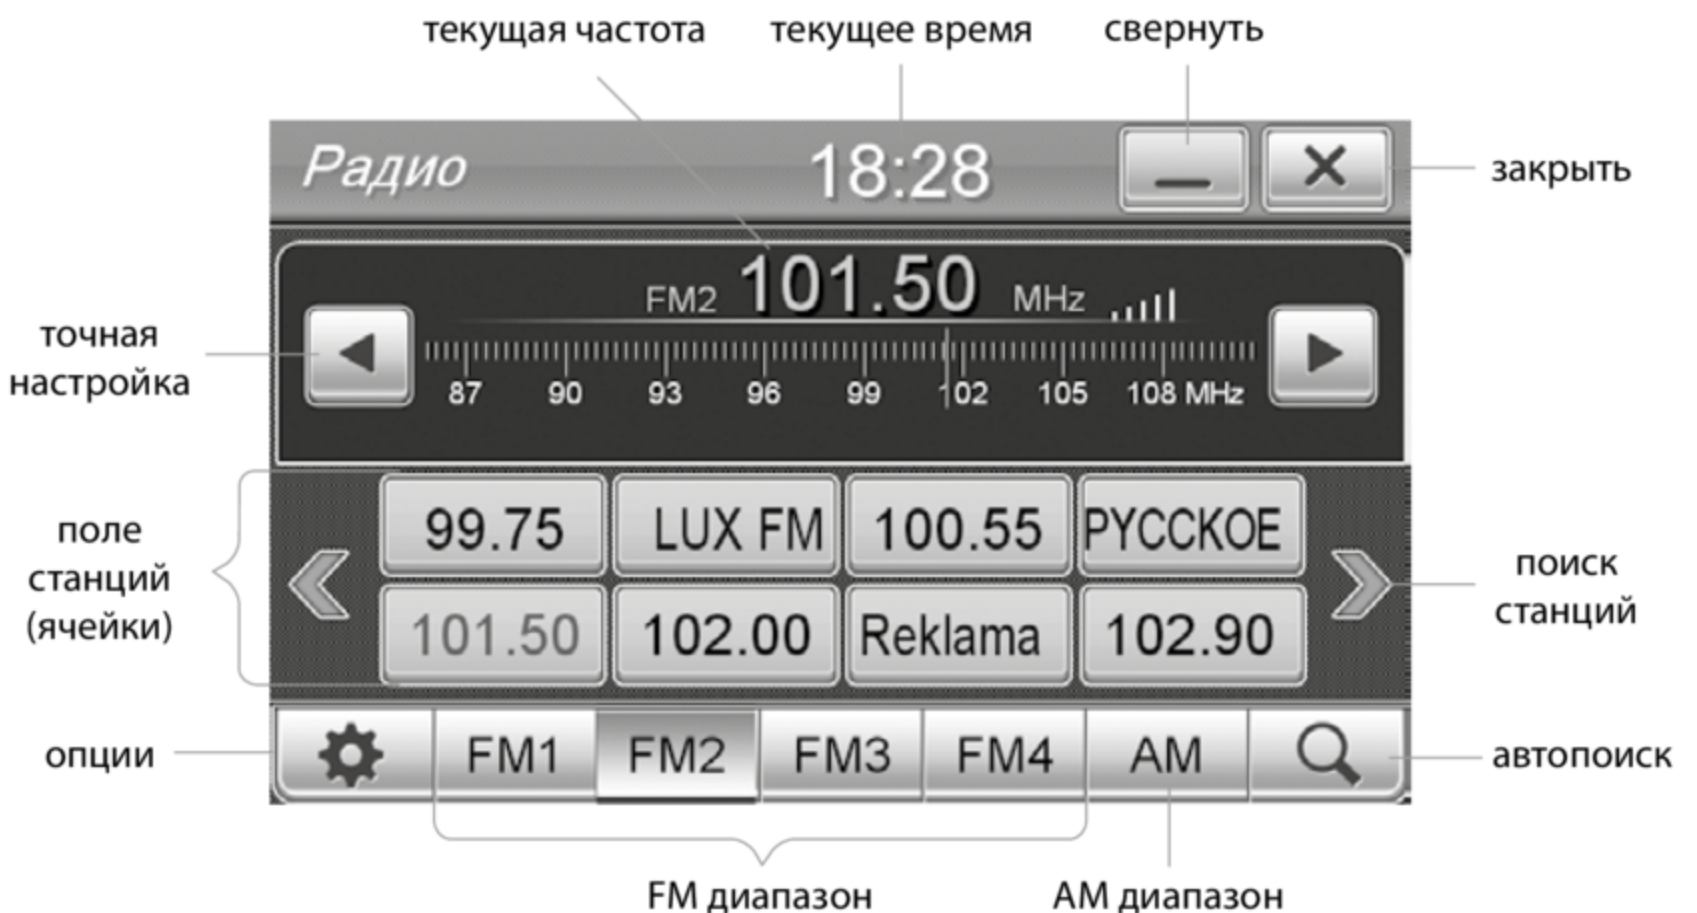 текущая частота текущее время свернуть
Радио 18:28 закрыть
FM2 101.50 MHz
точная
настройка
87 90 93 96 99 102 105 108 MHz
99.75 LUX FM 100.55 РУССКОЕ
поле
станций
(ячейки)
поиск
станций
101.50 102.00 Reklama 102.90
опции FM1 FM2 FM3 FM4 AM автопоиск
FM диапазон AM диапазон